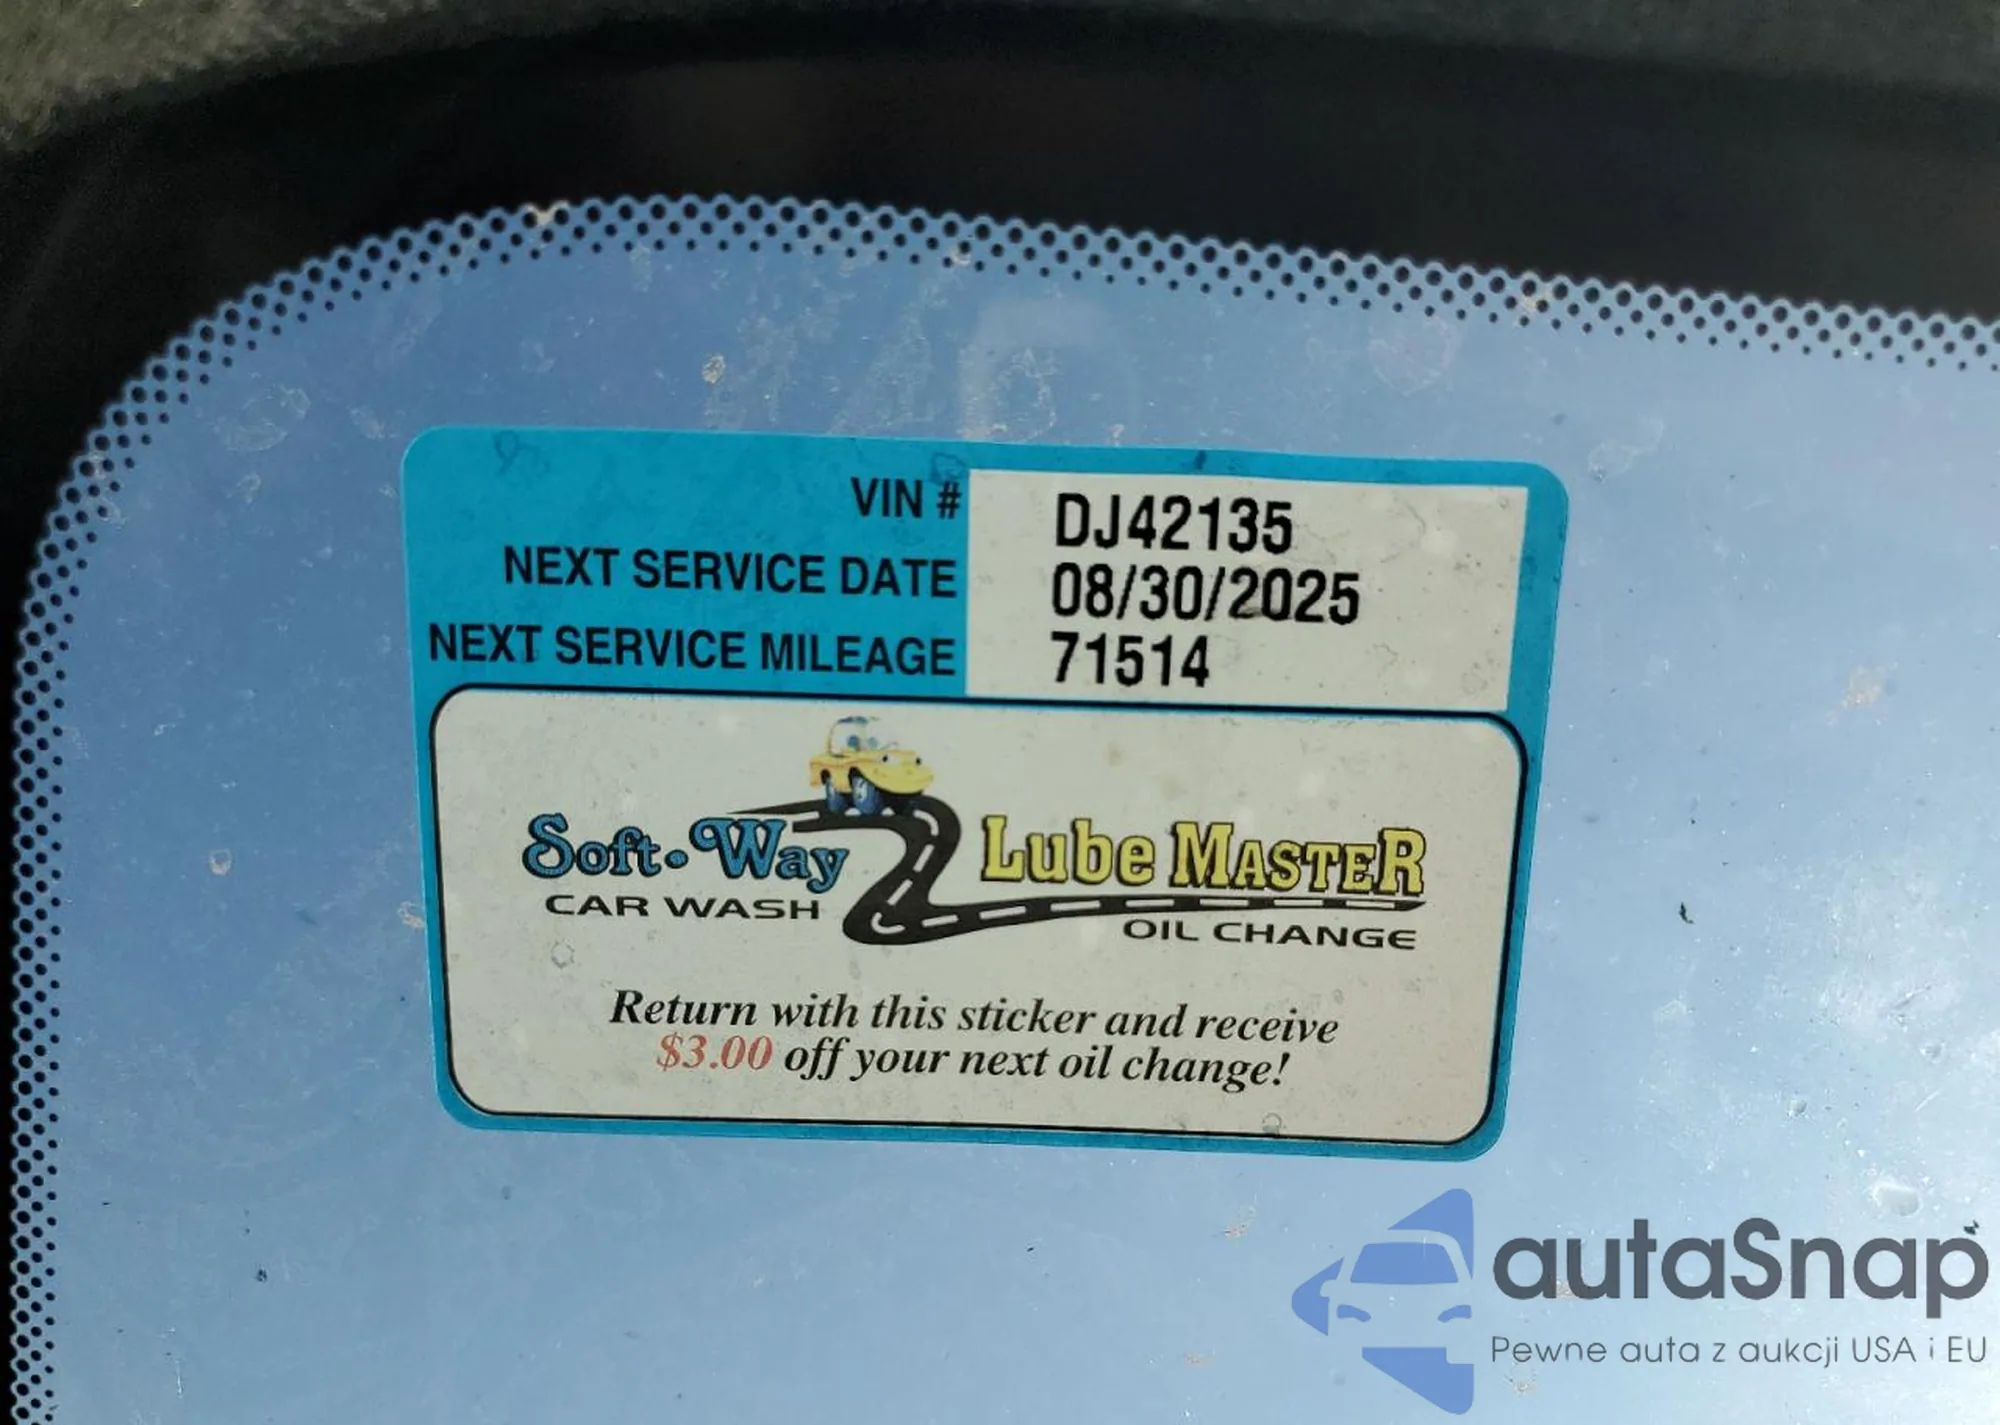 VIN # DJ42135
NEXT SERVICE DATE 08/30/2025
NEXT SERVICE MILEAGE 71514
Soft•Way Lube MASTER
CAR WASH OIL CHANGE
Return with this sticker and receive
$3.00 off your next oil change!
autaSnap
Pewne auta z aukcji USA i EU